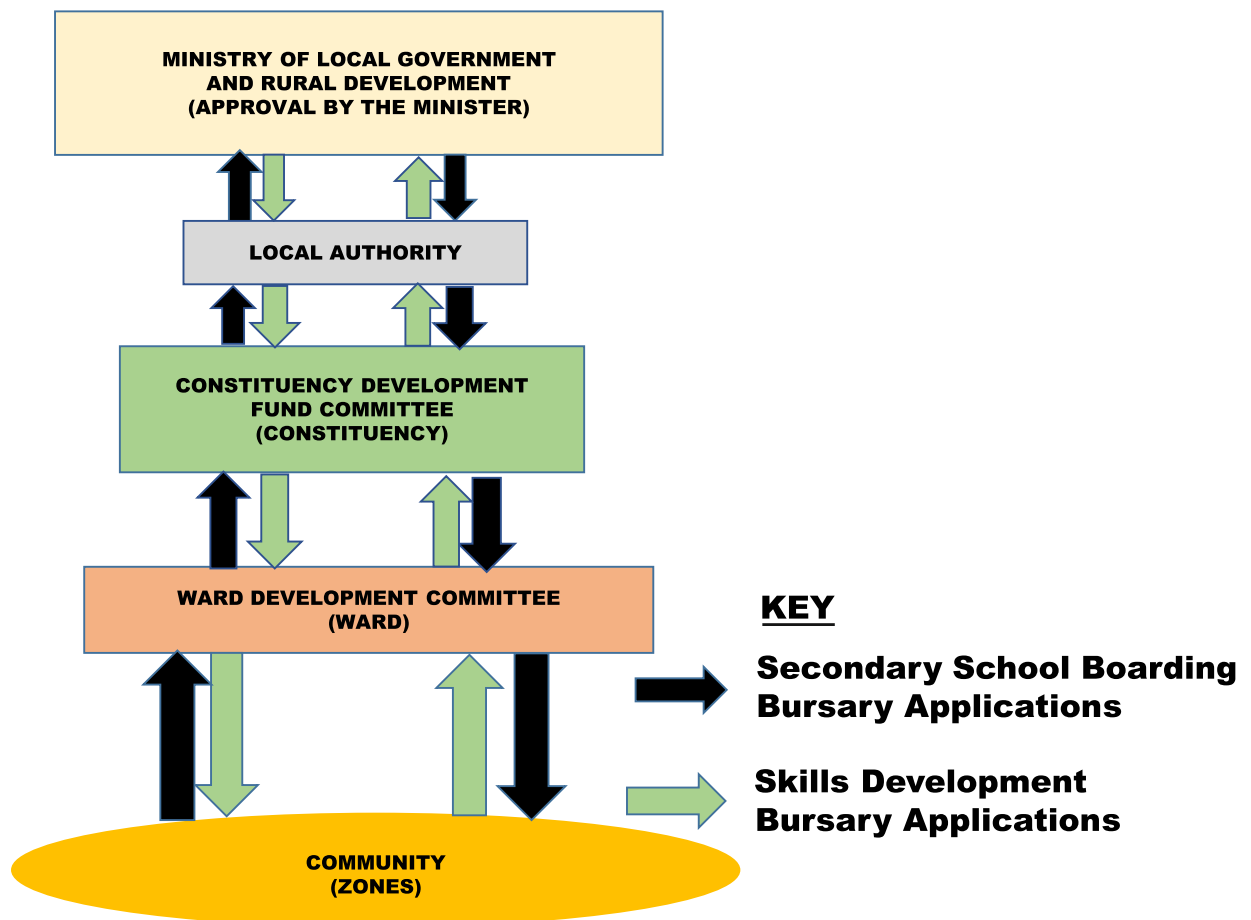 MINISTRY OF LOCAL GOVERNMENT
AND RURAL DEVELOPMENT
(APPROVAL BY THE MINISTER)
LOCAL AUTHORITY
CONSTITUENCY DEVELOPMENT
FUND COMMITTEE
(CONSTITUENCY)
WARD DEVELOPMENT COMMITTEE
(WARD)
KEY
Secondary School Boarding
Bursary Applications
Skills Development
Bursary Applications
COMMUNITY
(ZONES)